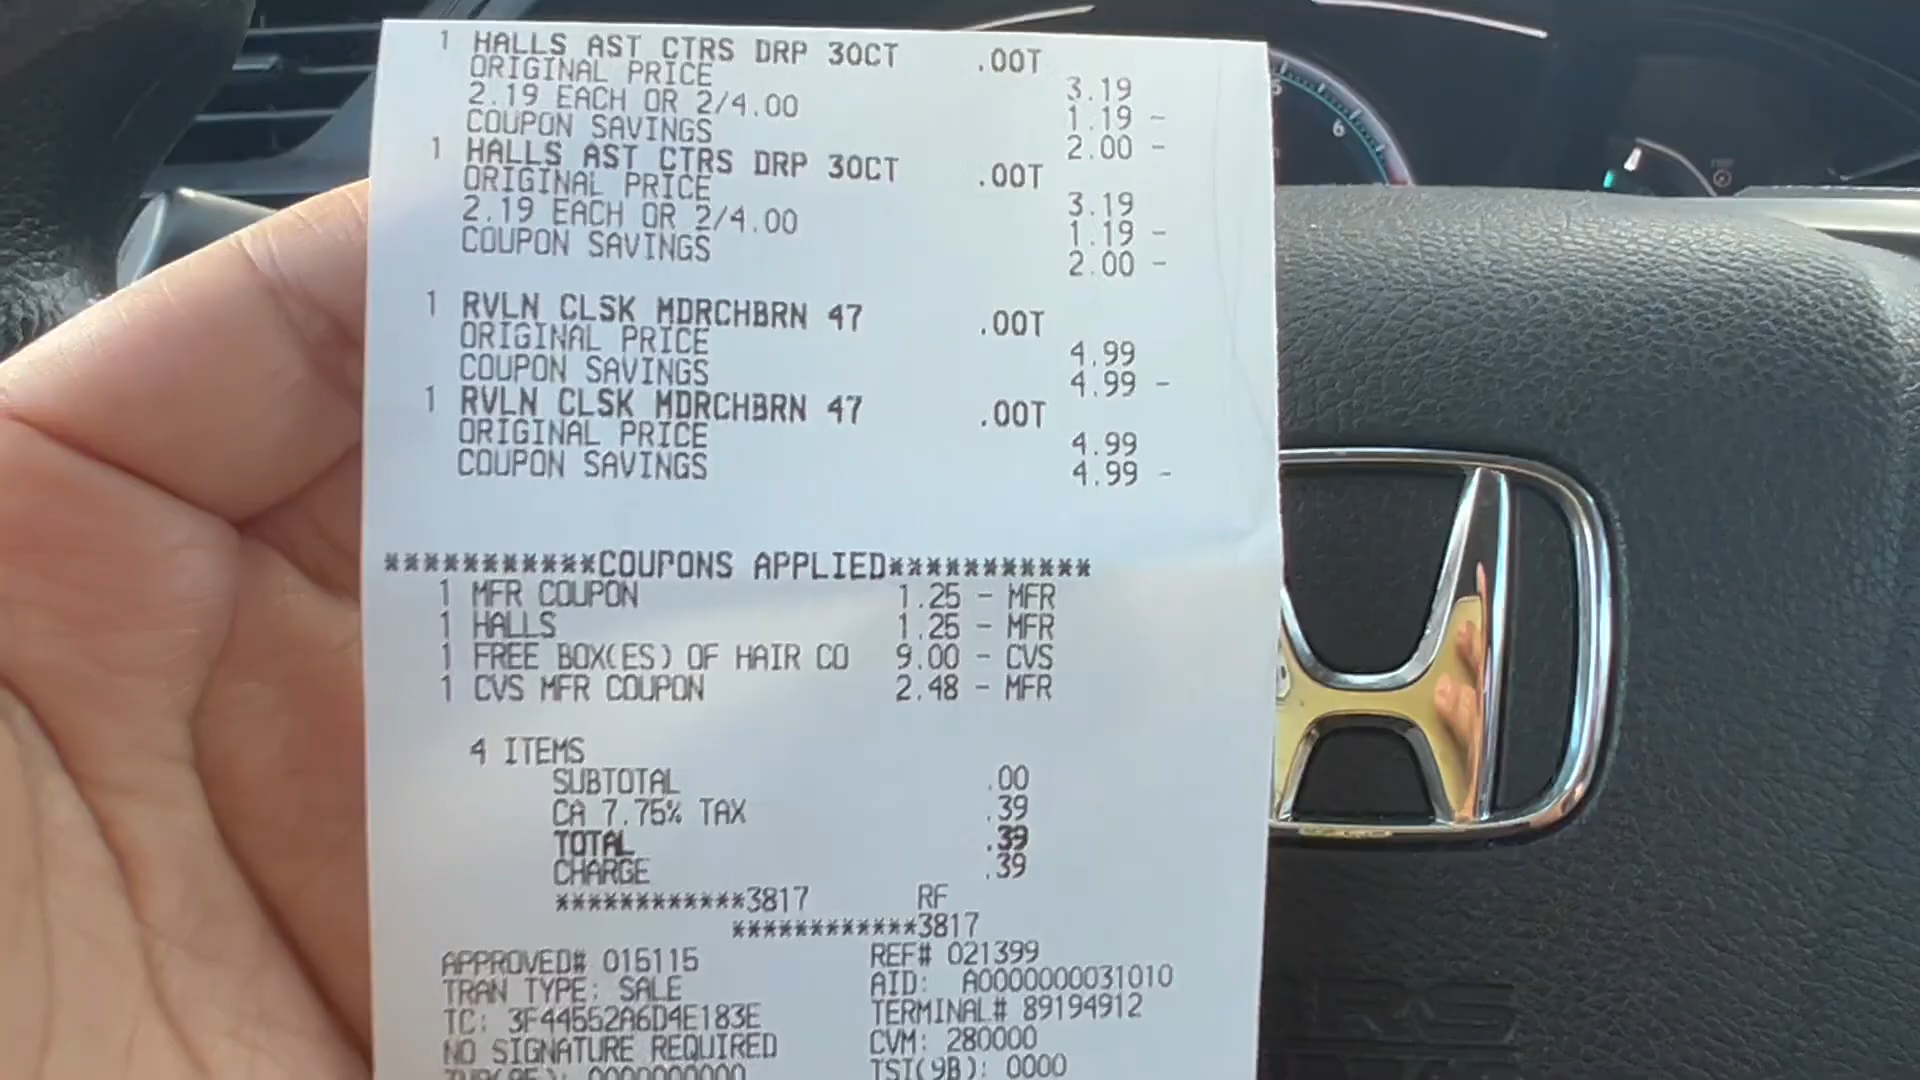 1 HALLS AST CTRS DRP 30CT .00T
ORIGINAL PRICE 3.19
2.19 EACH OR 2/4.00 1.19 -
COUPON SAVINGS 2.00 -
1 HALLS AST CTRS DRP 30CT .00T
ORIGINAL PRICE 3.19
2.19 EACH OR 2/4.00 1.19 -
COUPON SAVINGS 2.00 -
1 RVLN CLSK MDRCHBRN 47 .00T
ORIGINAL PRICE 4.99
COUPON SAVINGS 4.99 -
1 RVLN CLSK MDRCHBRN 47 .00T
ORIGINAL PRICE 4.99
COUPON SAVINGS 4.99 -
***********COUPONS APPLIED***********
1 MFR COUPON 1.25 - MFR
1 HALLS 1.25 - MFR
1 FREE BOX(ES) OF HAIR CO 9.00 - CVS
1 CVS MFR COUPON 2.48 - MFR
4 ITEMS
SUBTOTAL .00
CA 7.75% TAX .39
TOTAL .39
CHARGE .39
************3817 RF
************3817
APPROVED# 015115 REF# 021399
TRAN TYPE: SALE AID: A0000000031010
TC: 3F44552A6D4E183E TERMINAL# 89194912
NO SIGNATURE REQUIRED CVM: 280000
0000000000 TSI(9B): 0000
5
6